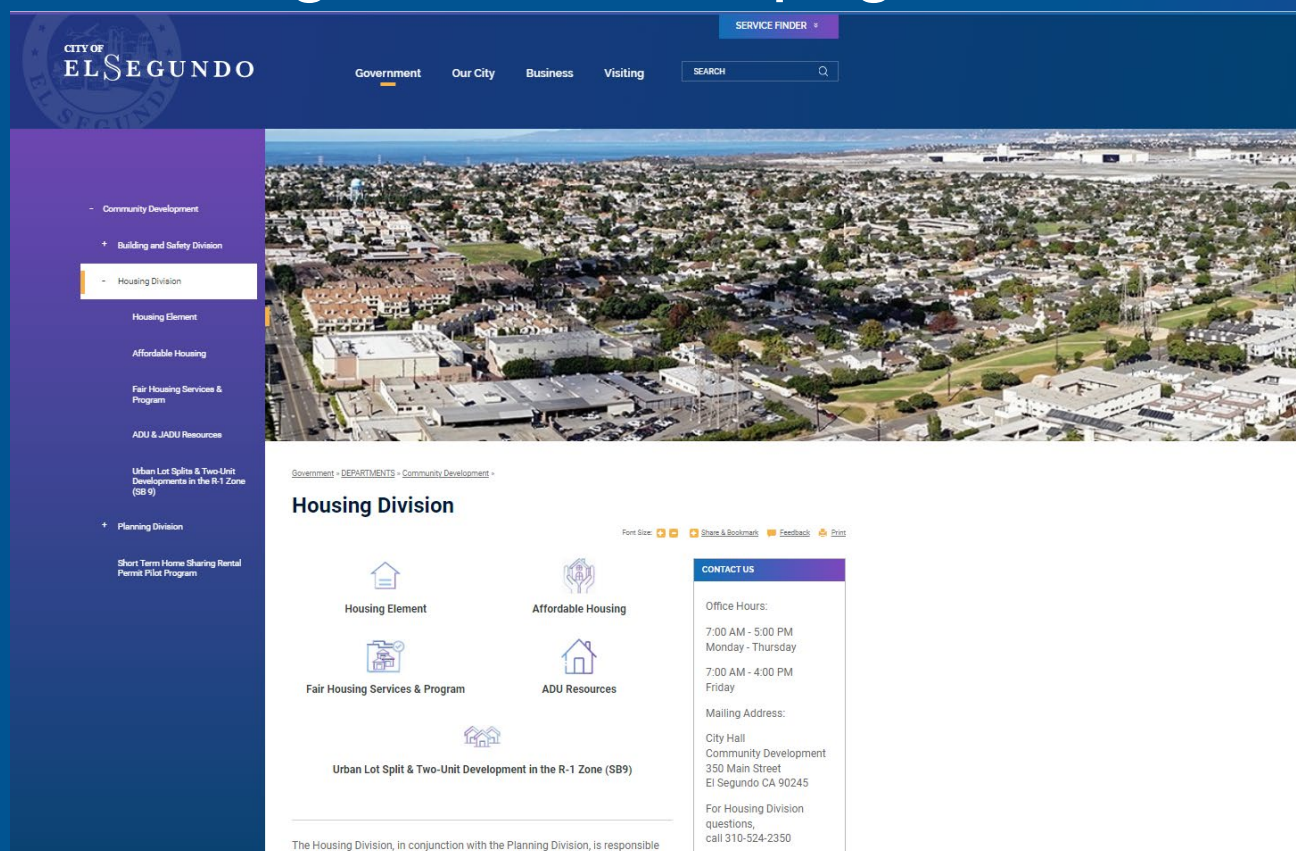 SERVICE FINDER
CITY OF
EL SEGUNDO
Government
Our City
Business
Visiting
SEARCH
EL SEGUNDO
- Community Development
+ Building and Safety Division
- Housing Division
Housing Element
Affordable Housing
Fair Housing Services &
Program
ADU & JADU Resources
Urban Lot Splits & Two-Unit
Developments in the R-1 Zone
(SB 9)
+ Planning Division
Short Term Home Sharing Rental
Permit Pilot Program
Government » DEPARTMENTS » Community Development »
Housing Division
Font Size: + - + Share & Bookmark Feedback Print
Housing Element
Affordable Housing
Fair Housing Services & Program
ADU Resources
Urban Lot Split & Two-Unit Development in the R-1 Zone (SB9)
The Housing Division, in conjunction with the Planning Division, is responsible
CONTACT US
Office Hours:
7:00 AM - 5:00 PM
Monday - Thursday
7:00 AM - 4:00 PM
Friday
Mailing Address:
City Hall
Community Development
350 Main Street
El Segundo CA 90245
For Housing Division
questions,
call 310-524-2350